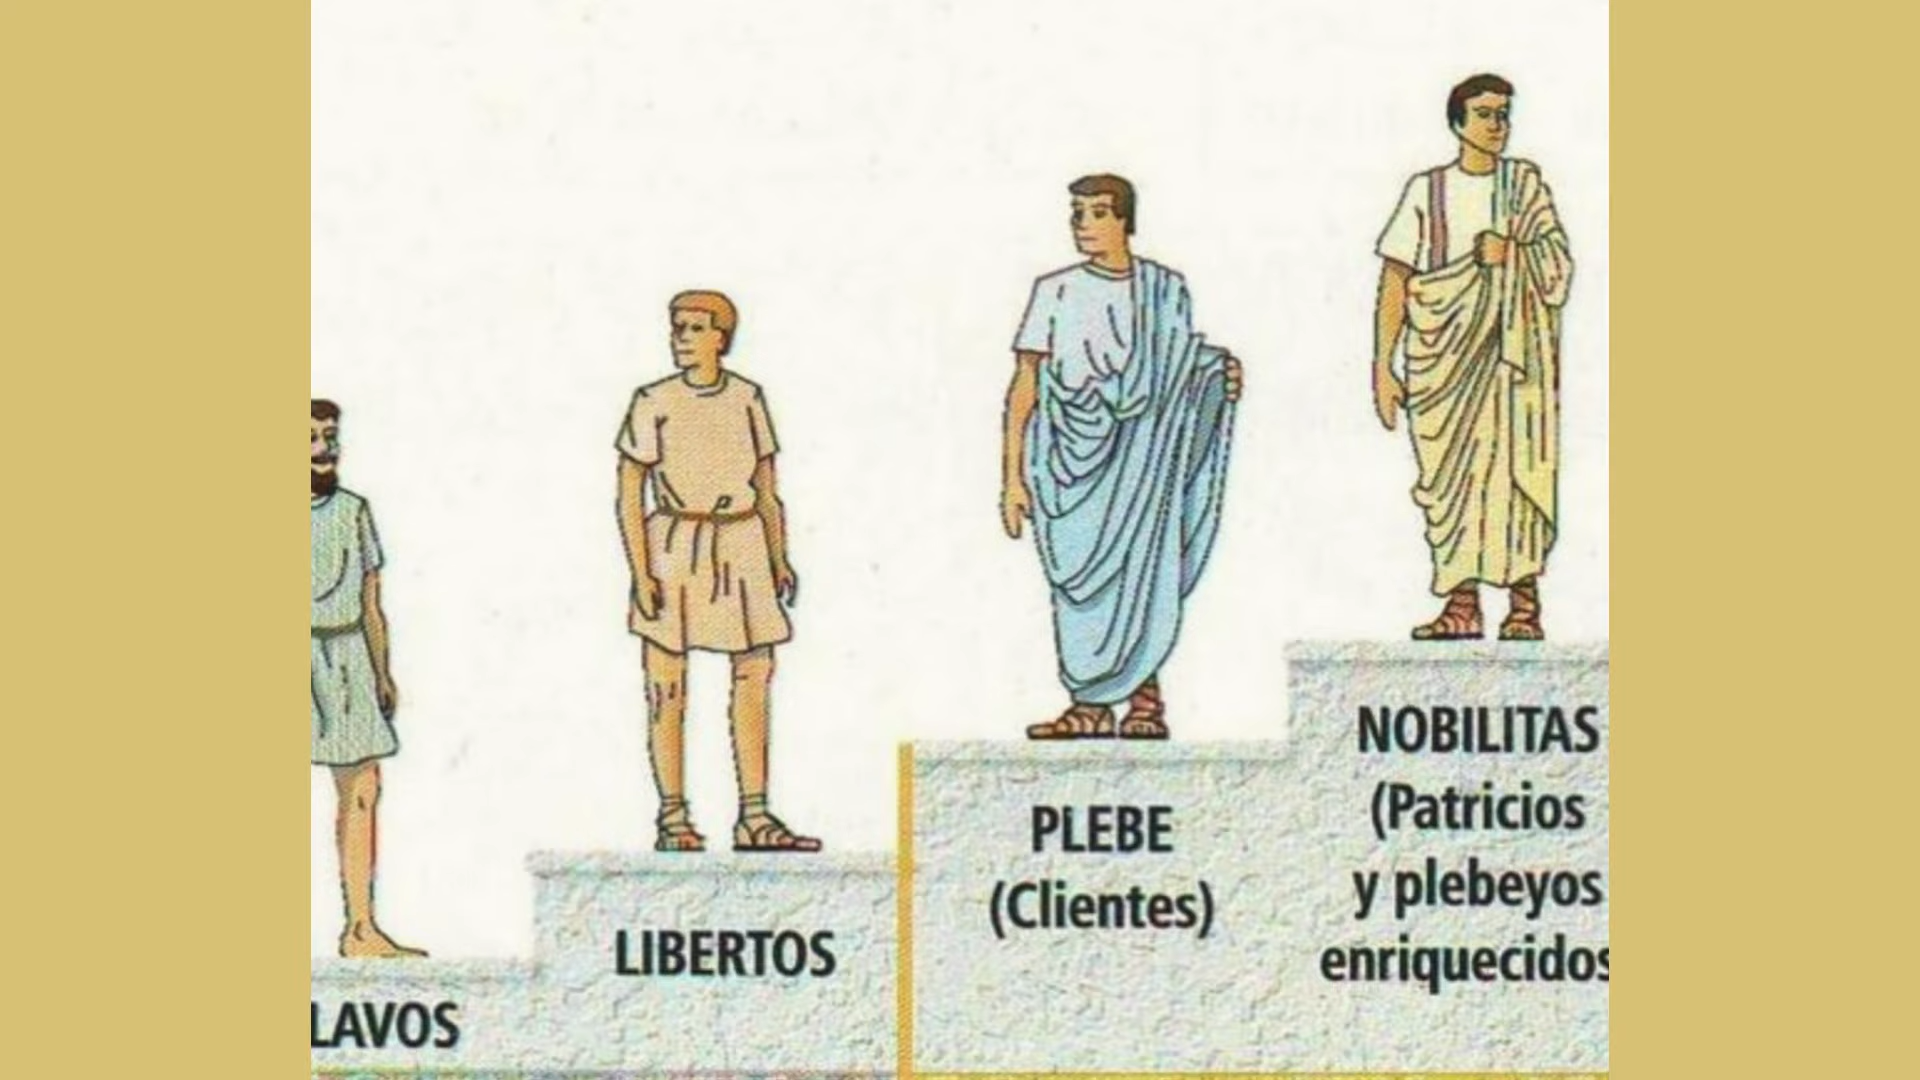 LAVOS
LIBERTOS
PLEBE
(Clientes)
NOBILITAS
(Patricios
y plebeyos
enriquecidos